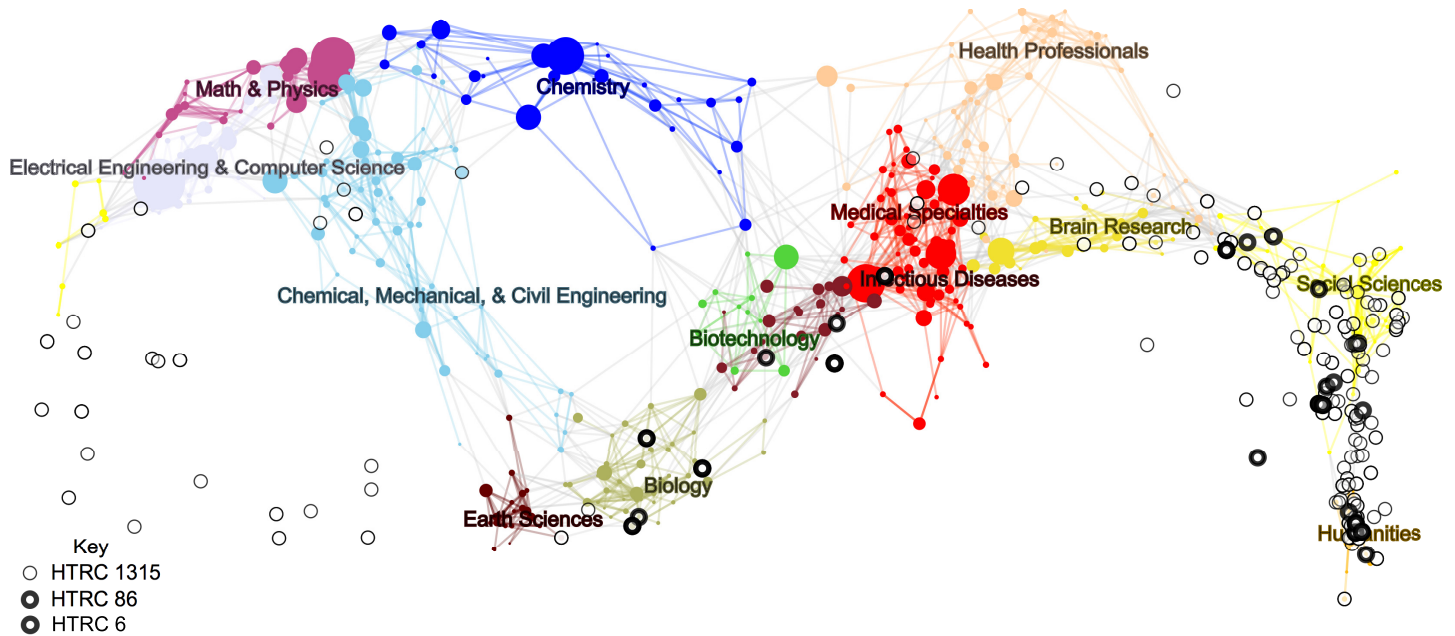 Health Professionals
Math & Physics
Chemistry
Electrical Engineering & Computer Science
Medical Specialties
Brain Research
Chemical, Mechanical, & Civil Engineering
Infectious Diseases
Social Sciences
Biotechnology
Biology
Earth Sciences
Humanities
Key
HTRC 1315
HTRC 86
HTRC 6